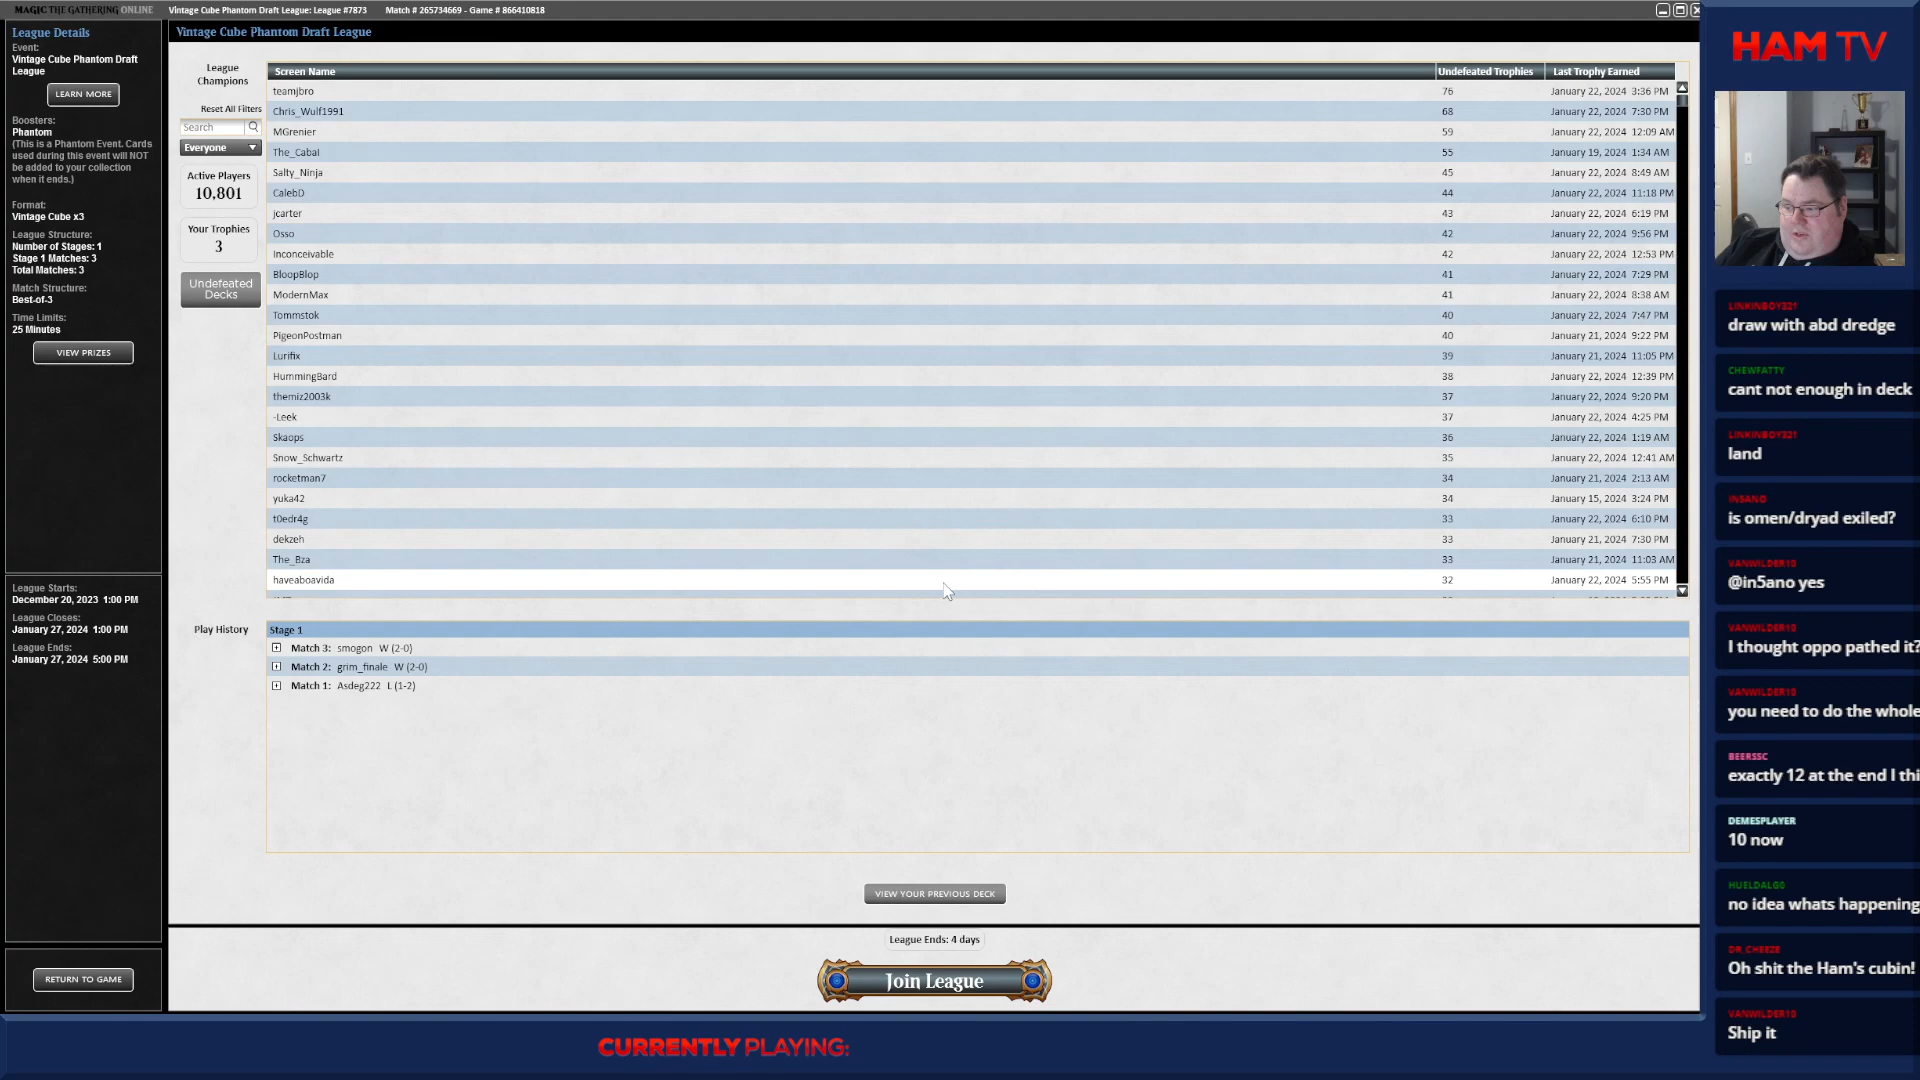 MAGIC THE GATHERING ONLINE
Vintage Cube Phantom Draft League: League #7873 Match # 265734669 - Game # 866410818
League Details
Event:
Vintage Cube Phantom Draft
League
LEARN MORE
Boosters:
Phantom
(This is a Phantom Event. Cards
used during this event will NOT
be added to your collection
when it ends.)
Format:
Vintage Cube x3
League Structure:
Number of Stages: 1
Stage 1 Matches: 3
Total Matches: 3
Match Structure:
Best-of-3
Time Limits:
25 Minutes
VIEW PRIZES
League Starts:
December 20, 2023 1:00 PM
League Closes:
January 27, 2024 1:00 PM
League Ends:
January 27, 2024 5:00 PM
RETURN TO GAME
Vintage Cube Phantom Draft League
League
Champions
Reset All Filters
Search
Everyone
Active Players
10,801
Your Trophies
3
Undefeated
Decks
Screen Name Undefeated Trophies Last Trophy Earned
teamjbro 76 January 22, 2024 3:36 PM
Chris_Wulf1991 68 January 22, 2024 7:30 PM
MGrenier 59 January 22, 2024 12:09 AM
The_Cabal 55 January 19, 2024 1:34 AM
Salty_Ninja 45 January 22, 2024 8:49 AM
CalebD 44 January 22, 2024 11:18 PM
jcarter 43 January 22, 2024 6:19 PM
Osso 42 January 22, 2024 9:56 PM
Inconceivable 42 January 22, 2024 12:53 PM
BloopBlop 41 January 22, 2024 7:29 PM
ModernMax 41 January 22, 2024 8:38 AM
Tommstok 40 January 22, 2024 7:47 PM
PigeonPostman 40 January 21, 2024 9:22 PM
Lurifix 39 January 21, 2024 11:05 PM
HummingBard 38 January 22, 2024 12:39 PM
themiz2003k 37 January 22, 2024 9:20 PM
-Leek 37 January 22, 2024 4:25 PM
Skaops 36 January 22, 2024 1:19 AM
Snow_Schwartz 35 January 22, 2024 12:41 AM
rocketman7 34 January 21, 2024 2:13 AM
yuka42 34 January 15, 2024 3:24 PM
t0edr4g 33 January 22, 2024 6:10 PM
dekzeh 33 January 21, 2024 7:30 PM
The_Bza 33 January 21, 2024 11:03 AM
haveaboavida 32 January 22, 2024 5:55 PM
Play History
Stage 1
Match 3: smogon W (2-0)
Match 2: grim_finale W (2-0)
Match 1: Asdeg222 L (1-2)
VIEW YOUR PREVIOUS DECK
League Ends: 4 days
Join League
CURRENTLY PLAYING:
HAM TV
LINKINBOY321
draw with abd dredge
CHEWFATTY
cant not enough in deck
LINKINBOY321
land
IN5ANO
is omen/dryad exiled?
VANWILDER10
@in5ano yes
VANWILDER10
I thought oppo pathed it?
VANWILDER10
you need to do the whole
BEERSSC
exactly 12 at the end I thi
DEMESPLAYER
10 now
HUELDALGO
no idea whats happening
DR_CHEEZE
Oh shit the Ham's cubin!
VANWILDER10
Ship it